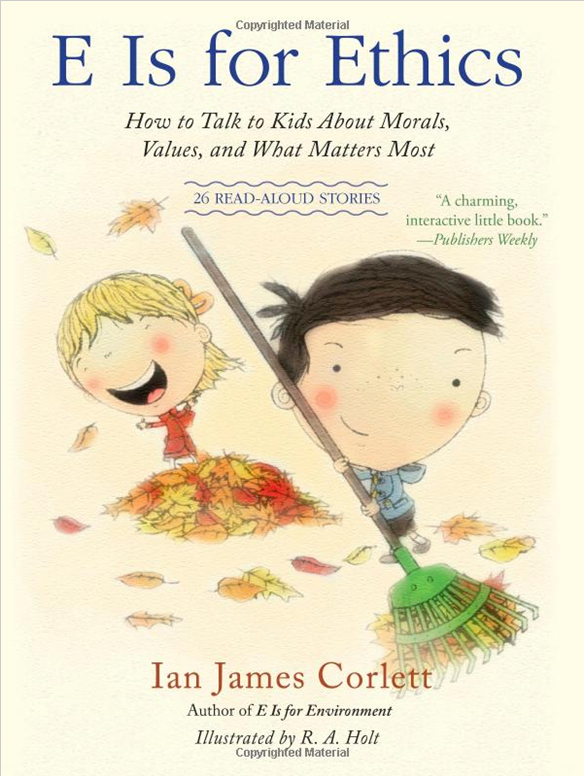 Copyrighted Material
E Is for Ethics
How to Talk to Kids About Morals,
Values, and What Matters Most
26 READ-ALOUD STORIES
“A charming,
interactive little book.”
—Publishers Weekly
Ian James Corlett
Author of E Is for Environment
Illustrated by R. A. Holt
Copyrighted Material